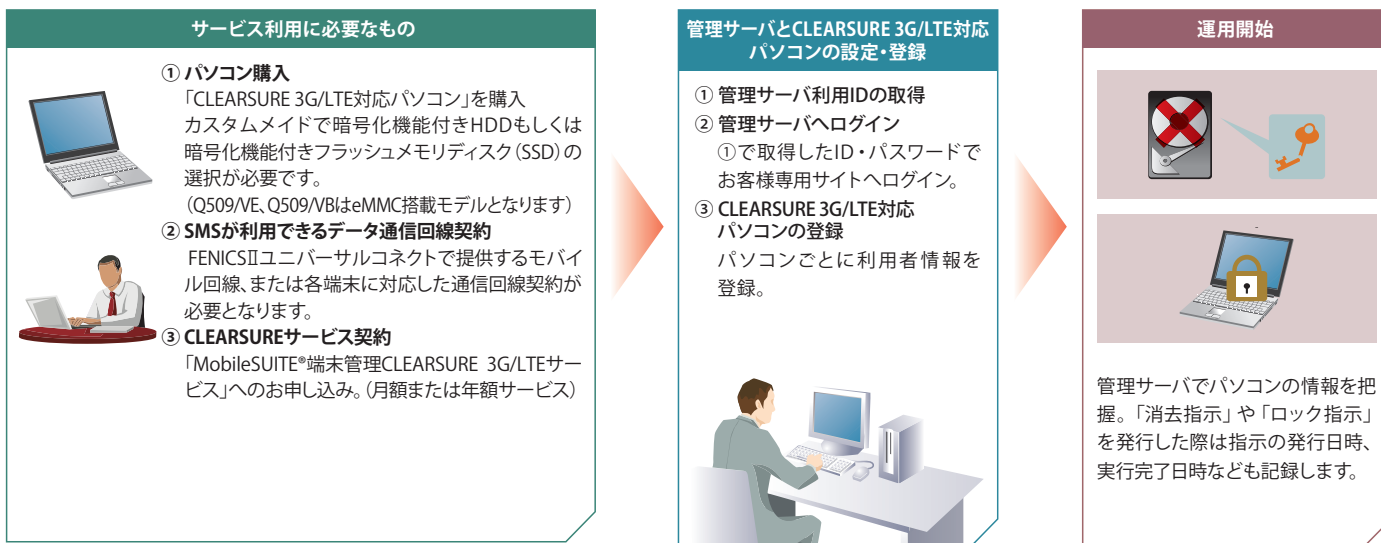 サービス利用に必要なもの
① パソコン購入
「CLEARSURE 3G/LTE対応パソコン」を購入
カスタムメイドで暗号化機能付きHDDもしくは
暗号化機能付きフラッシュメモリディスク(SSD)の
選択が必要です。
(Q509/VE、Q509/VBはeMMC搭載モデルとなります)
② SMSが利用できるデータ通信回線契約
FENICSⅡユニバーサルコネクトで提供するモバイ
ル回線、または各端末に対応した通信回線契約が
必要となります。
③ CLEARSUREサービス契約
「MobileSUITE®端末管理CLEARSURE 3G/LTEサー
ビス」へのお申し込み。(月額または年額サービス)
管理サーバとCLEARSURE 3G/LTE対応
パソコンの設定・登録
① 管理サーバ利用IDの取得
② 管理サーバへログイン
①で取得したID・パスワードで
お客様専用サイトへログイン。
③ CLEARSURE 3G/LTE対応
パソコンの登録
パソコンごとに利用者情報を
登録。
運用開始
管理サーバでパソコンの情報を把
握。「消去指示」や「ロック指示」
を発行した際は指示の発行日時、
実行完了日時なども記録します。